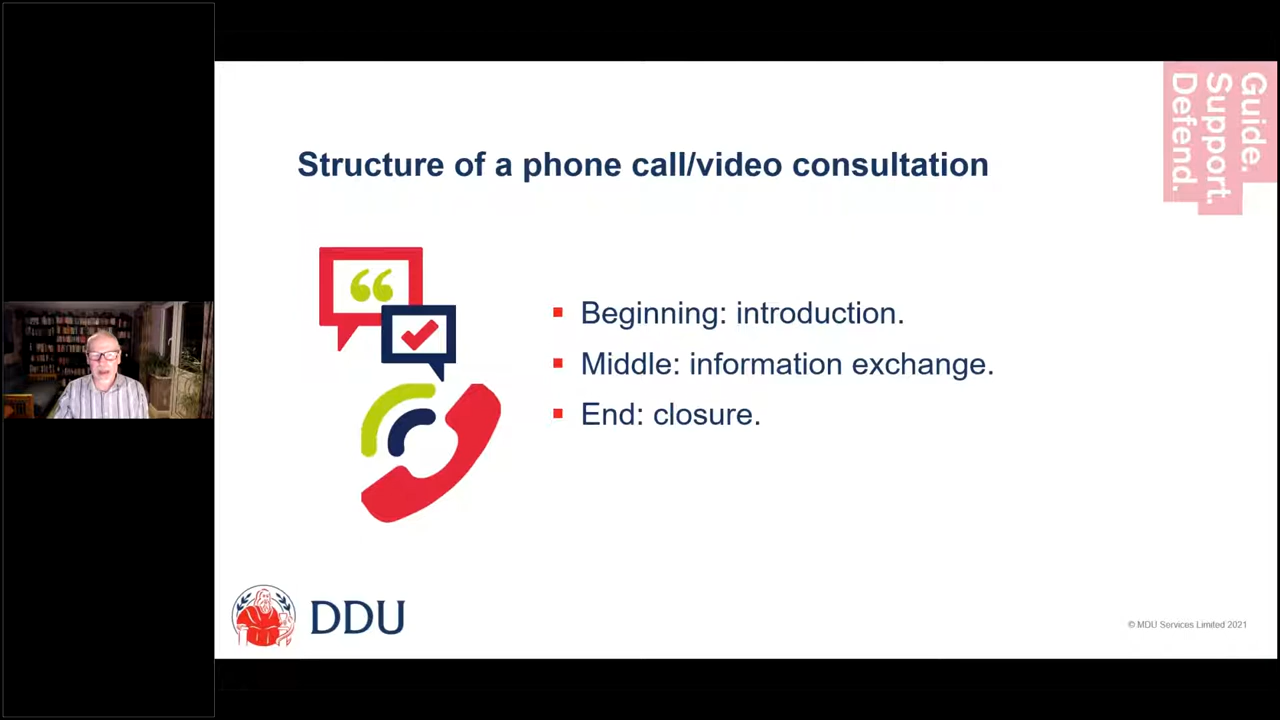 Guide.
Support.
Defend.
Structure of a phone call/video consultation
Beginning: introduction.
Middle: information exchange.
End: closure.
DDU
© MDU Services Limited 2021